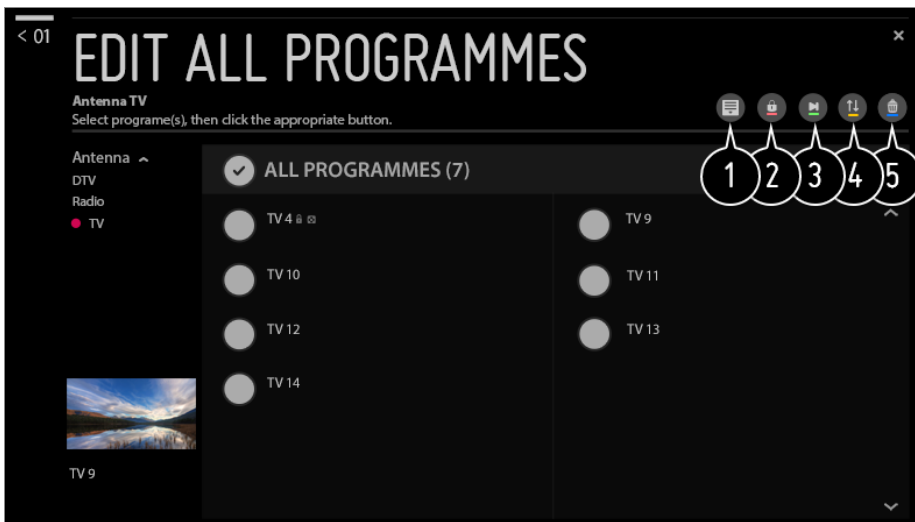 < 01
EDIT ALL PROGRAMMES
Antenna TV
Select programe(s), then click the appropriate button.
1 2 3 4 5
Antenna
DTV
Radio
TV
ALL PROGRAMMES (7)
TV 4
TV 9
TV 10
TV 11
TV 12
TV 13
TV 14
TV 9